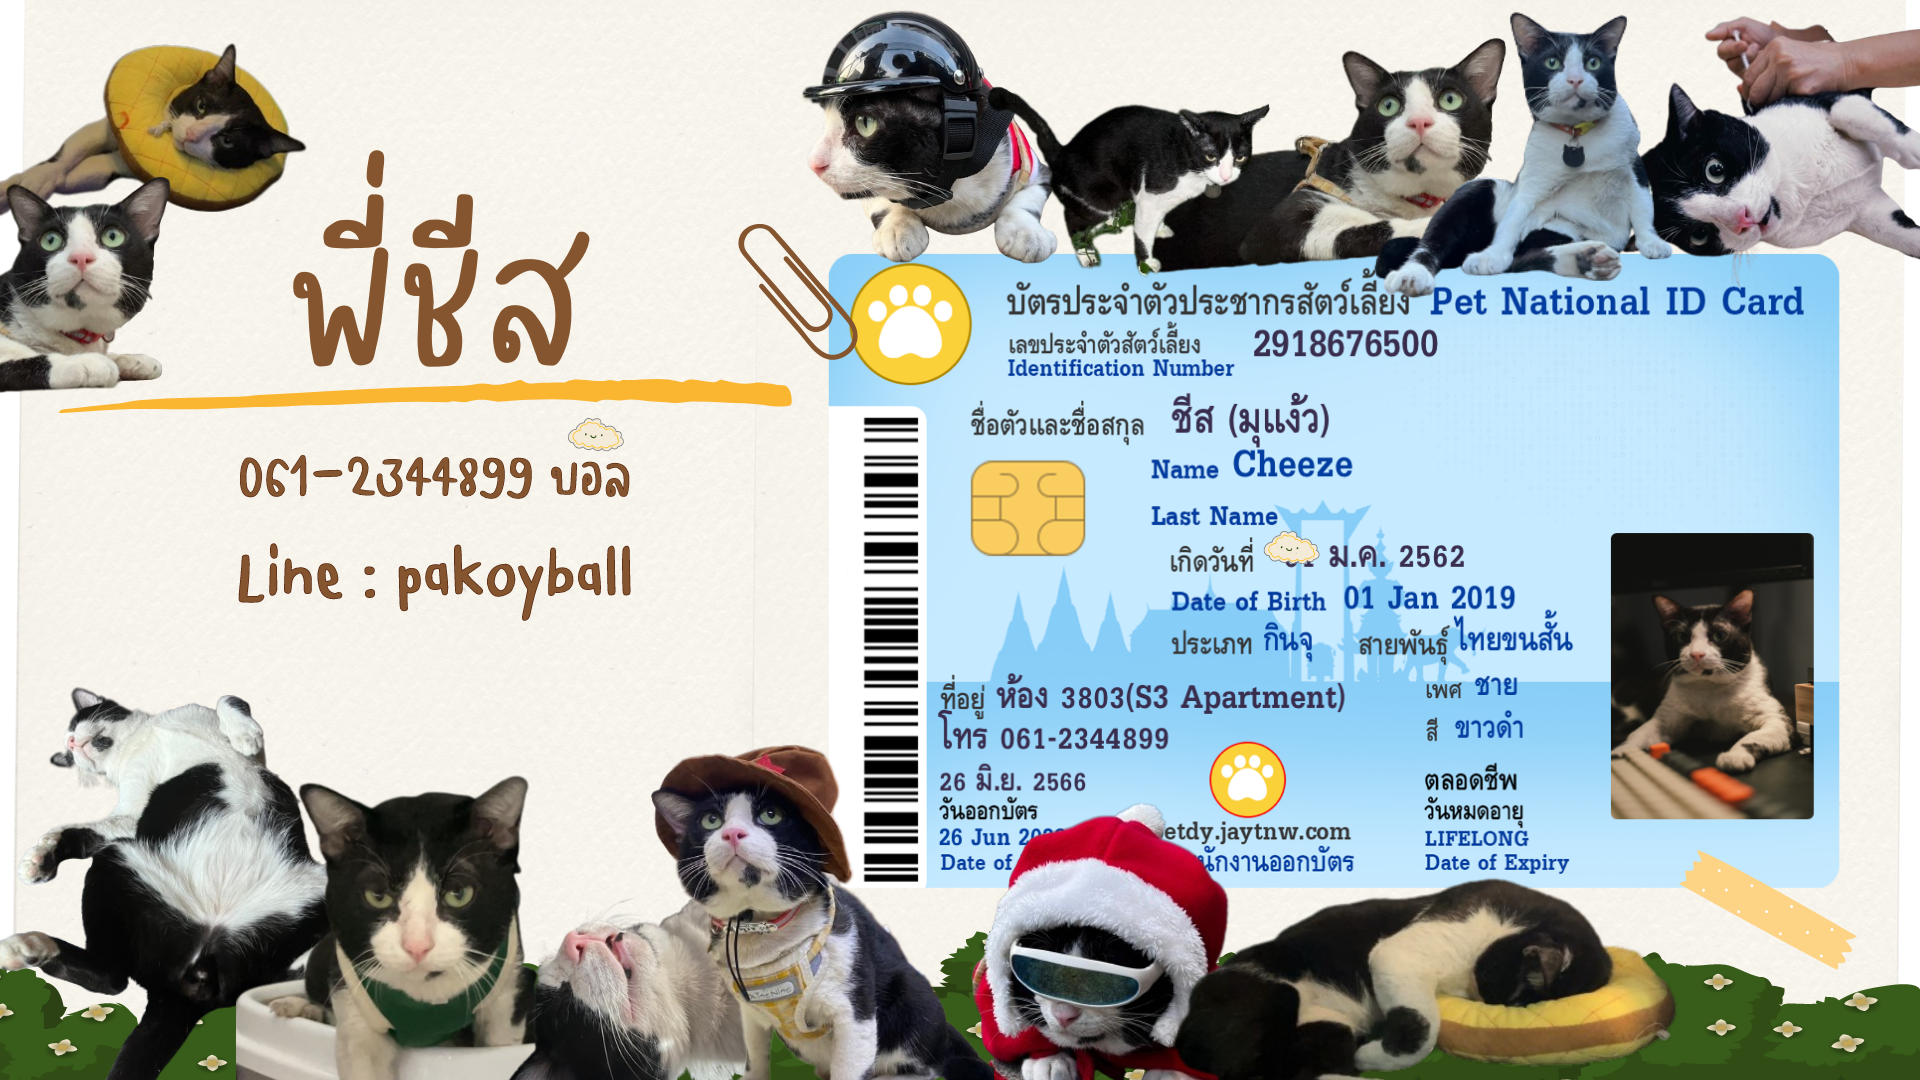 พี่ชีส
061-2344899 บอล
Line : pakoyball
บัตรประจำตัวประชากรสัตว์เลี้ยง Pet National ID Card
เลขประจำตัวสัตว์เลี้ยง 2918676500
Identification Number
ชื่อตัวและชื่อสกุล ชีส (มุแง้ว)
Name Cheeze
Last Name
เกิดวันที่ ม.ค. 2562
Date of Birth 01 Jan 2019
ประเภท กินจุ สายพันธุ์ ไทยขนสั้น
ที่อยู่ ห้อง 3803(S3 Apartment) เพศ ชาย
โทร 061-2344899 สี ขาวดำ
26 มิ.ย. 2566 ตลอดชีพ
วันออกบัตร วันหมดอายุ
26 Jun etdy.jaytnw.com LIFELONG
Date of นักงานออกบัตร Date of Expiry